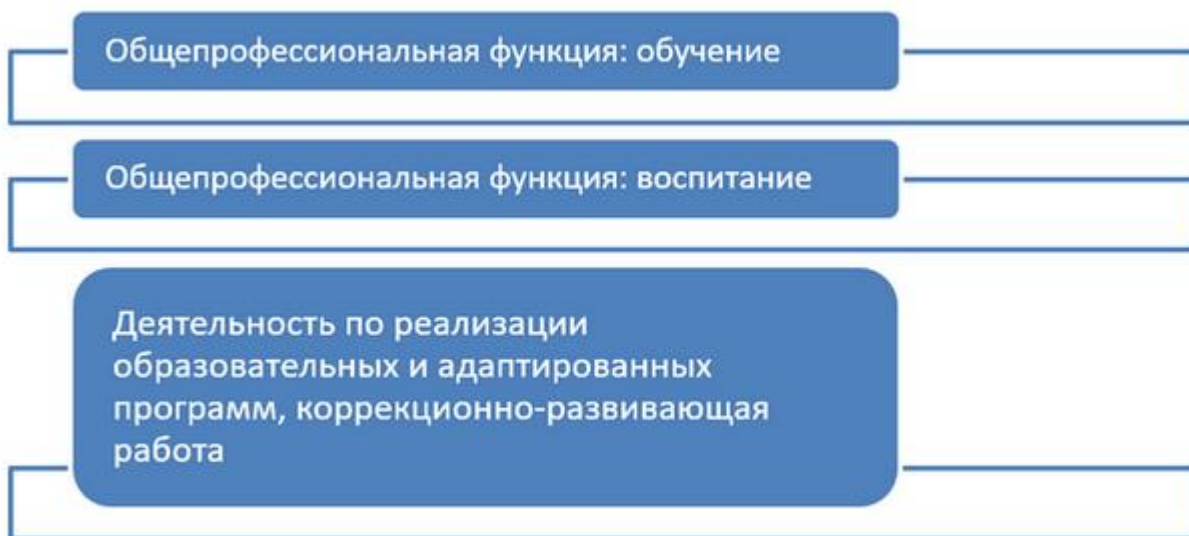 Общепрофессиональная функция: обучение
Общепрофессиональная функция: воспитание
Деятельность по реализации
образовательных и адаптированных
программ, коррекционно-развивающая
работа